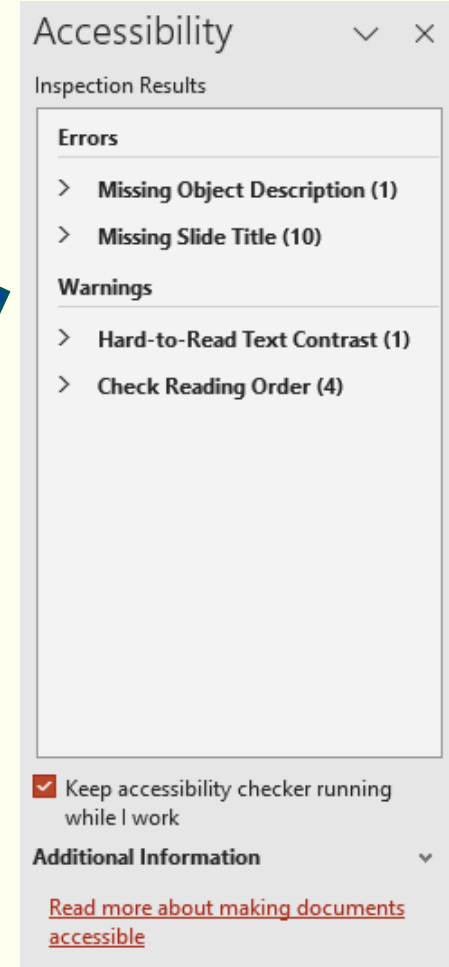 Accessibility
Inspection Results
Errors
Missing Object Description (1)
Missing Slide Title (10)
Warnings
Hard-to-Read Text Contrast (1)
Check Reading Order (4)
Keep accessibility checker running
while I work
Additional Information
Read more about making documents
accessible